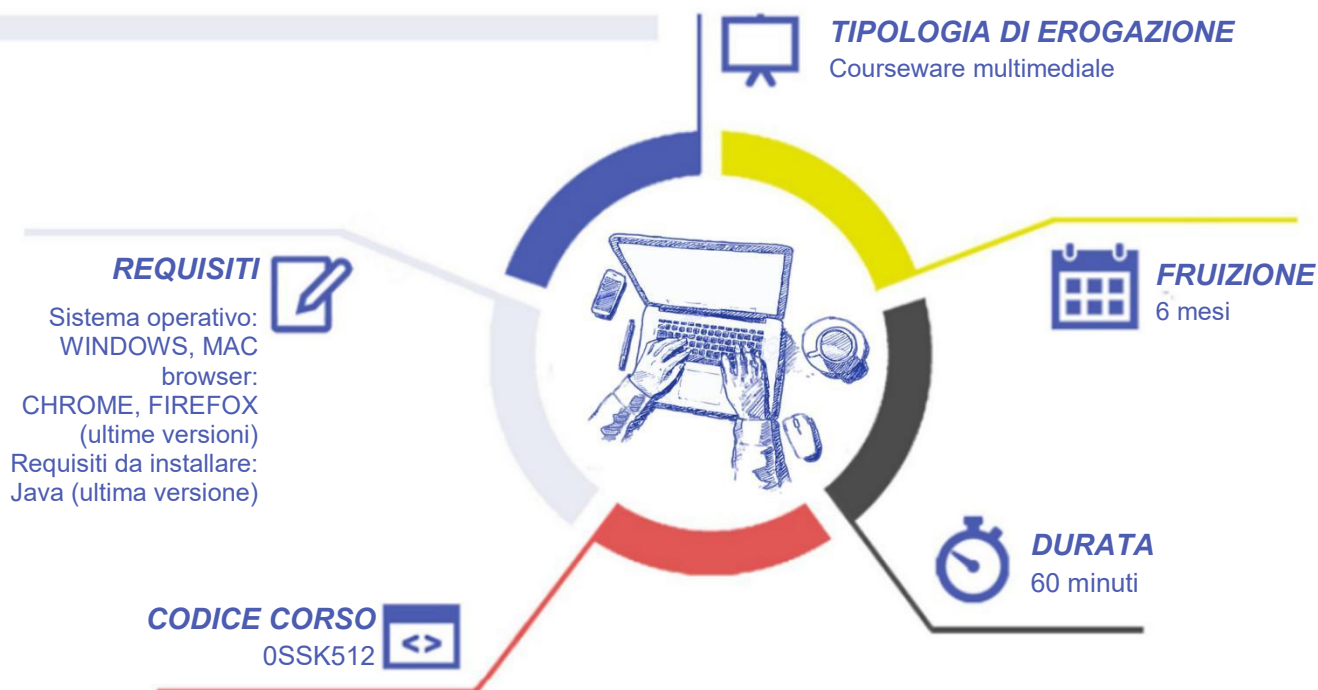 TIPOLOGIA DI EROGAZIONE
Courseware multimediale
REQUISITI
Sistema operativo:
WINDOWS, MAC
browser:
CHROME, FIREFOX
(ultime versioni)
Requisiti da installare:
Java (ultima versione)
FRUIZIONE
6 mesi
DURATA
60 minuti
CODICE CORSO
0SSK512
<>